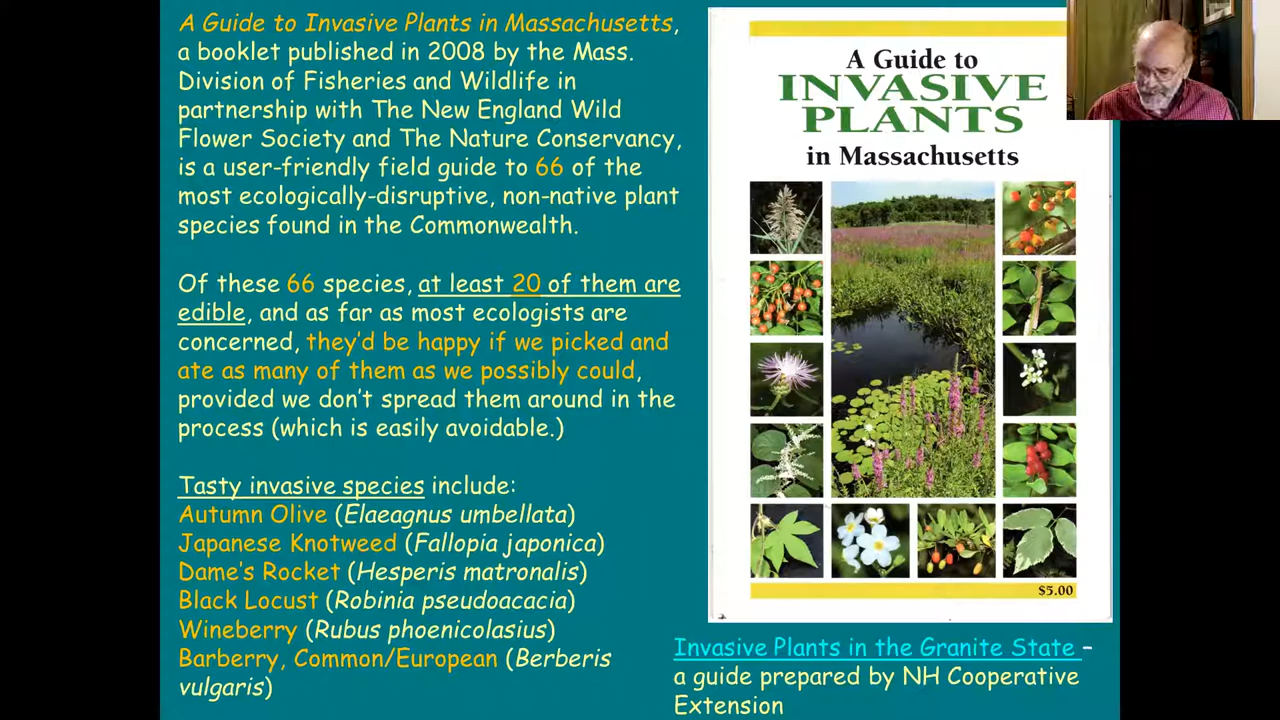 A Guide to Invasive Plants in Massachusetts,
a booklet published in 2008 by the Mass.
Division of Fisheries and Wildlife in
partnership with The New England Wild
Flower Society and The Nature Conservancy,
is a user-friendly field guide to 66 of the
most ecologically-disruptive, non-native plant
species found in the Commonwealth.
Of these 66 species, at least 20 of them are
edible, and as far as most ecologists are
concerned, they'd be happy if we picked and
ate as many of them as we possibly could,
provided we don't spread them around in the
process (which is easily avoidable.)
Tasty invasive species include:
Autumn Olive (Elaeagnus umbellata)
Japanese Knotweed (Fallopia japonica)
Dame's Rocket (Hesperis matronalis)
Black Locust (Robinia pseudoacacia)
Wineberry (Rubus phoenicolasius)
Barberry, Common/European (Berberis
vulgaris)
A Guide to
INVASIVE
PLANTS
in Massachusetts
$5.00
Invasive Plants in the Granite State –
a guide prepared by NH Cooperative
Extension